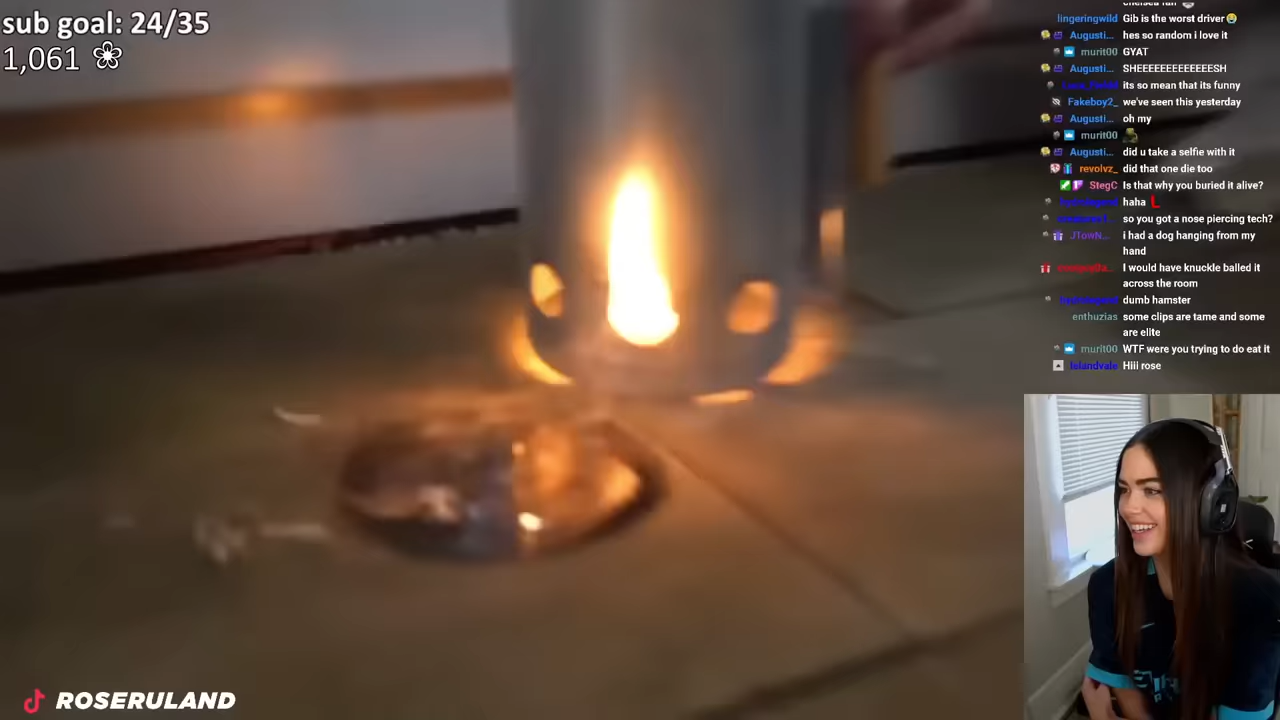 sub goal: 24/35
1,061
lingeringwild Gib is the worst driver
Augusti... hes so random i love it
murit00 GYAT
Augusti... SHEEEEEEEEEEEESH
its so mean that its funny
Fakeboy2_ we've seen this yesterday
Augusti... oh my
murit00
Augusti... did u take a selfie with it
revolvz_ did that one die too
StegC Is that why you buried it alive?
haha
so you got a nose piercing tech?
JTowN... i had a dog hanging from my
hand
I would have knuckle balled it
across the room
dumb hamster
enthuzias some clips are tame and some
are elite
murit00 WTF were you trying to do eat it
Islandvale Hiii rose
ROSERULAND